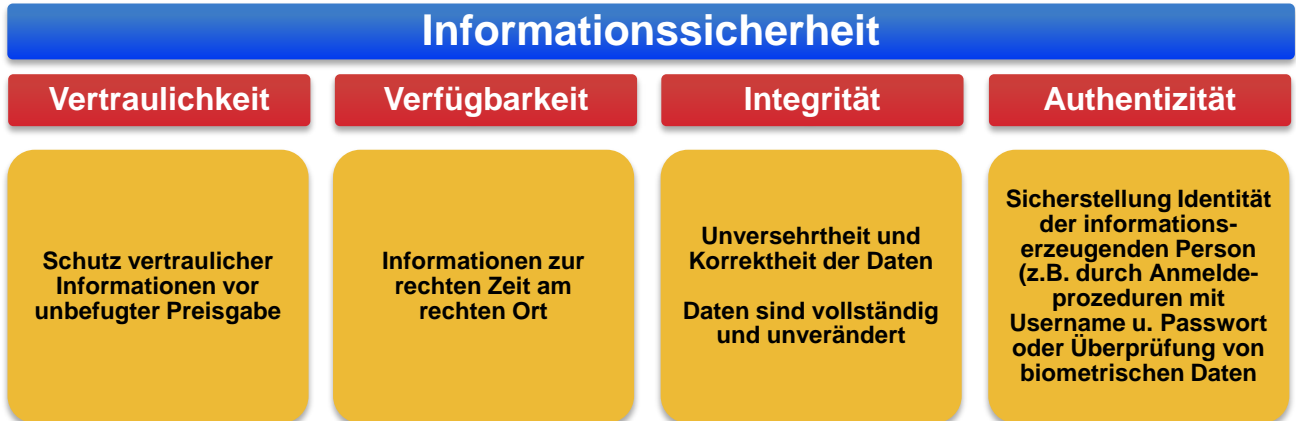 Informationssicherheit
Vertraulichkeit
Verfügbarkeit
Integrität
Authentizität
Schutz vertraulicher
Informationen vor
unbefugter Preisgabe
Informationen zur
rechten Zeit am
rechten Ort
Unversehrtheit und
Korrektheit der Daten
Daten sind vollständig
und unverändert
Sicherstellung Identität
der informations-
erzeugenden Person
(z.B. durch Anmelde-
prozeduren mit
Username u. Passwort
oder Überprüfung von
biometrischen Daten